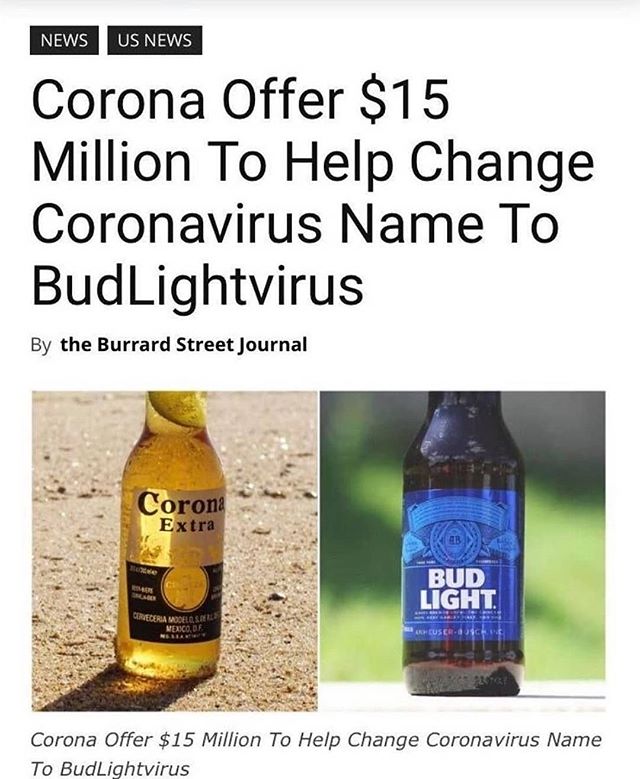 NEWS
US NEWS
Corona Offer $15
Million To Help Change
Coronavirus Name To
BudLightvirus
By the Burrard Street Journal
Corona
Extra
CERVECERIA MODELO, S. DE R.L. DE
MEXICO, D.F.
BUD
LIGHT
ANHEUSER-BUSCH, INC.
Corona Offer $15 Million To Help Change Coronavirus Name
To BudLightvirus